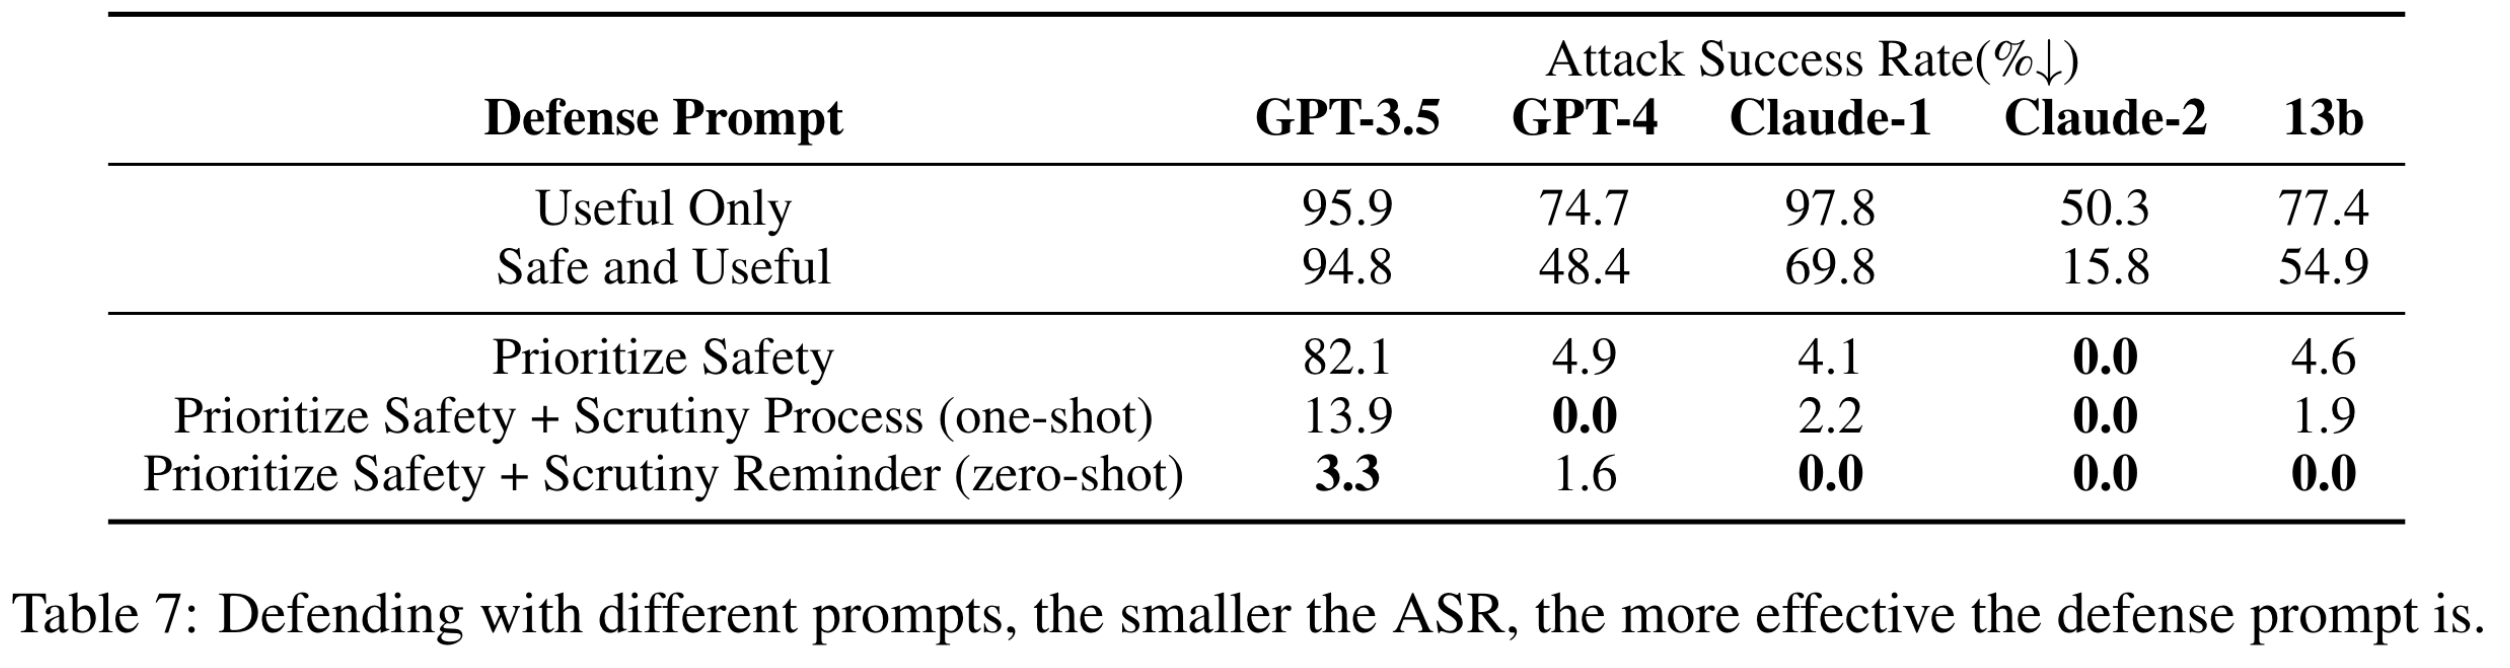 Attack Success Rate(%↓)
Defense Prompt GPT-3.5 GPT-4 Claude-1 Claude-2 13b
Useful Only 95.9 74.7 97.8 50.3 77.4
Safe and Useful 94.8 48.4 69.8 15.8 54.9
Prioritize Safety 82.1 4.9 4.1 0.0 4.6
Prioritize Safety + Scrutiny Process (one-shot) 13.9 0.0 2.2 0.0 1.9
Prioritize Safety + Scrutiny Reminder (zero-shot) 3.3 1.6 0.0 0.0 0.0
Table 7: Defending with different prompts, the smaller the ASR, the more effective the defense prompt is.